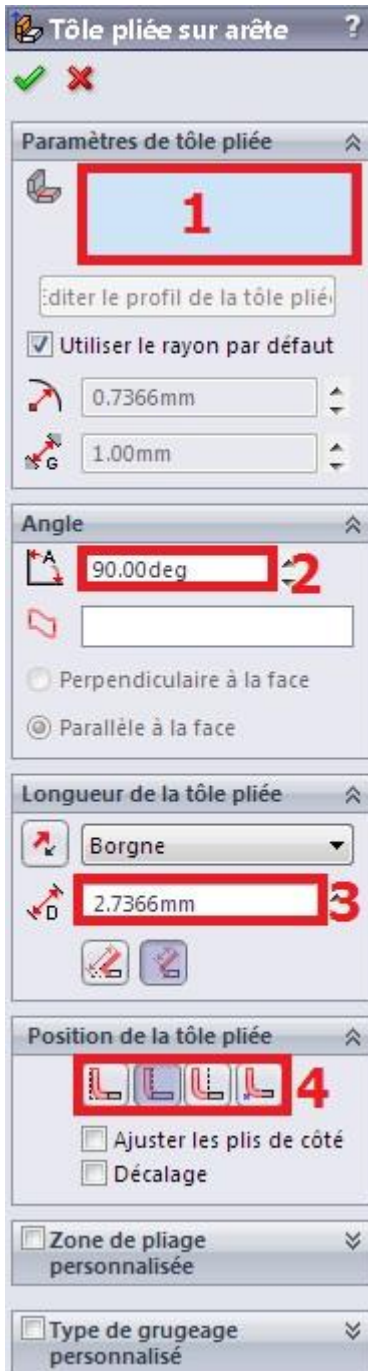 Tôle pliée sur arête ?
Paramètres de tôle pliée
1
Editer le profil de la tôle plié
Utiliser le rayon par défaut
0.7366mm
G 1.00mm
Angle
A 90.00deg 2
Perpendiculaire à la face
Parallèle à la face
Longueur de la tôle pliée
Borgne
D 2.7366mm 3
Position de la tôle pliée
4
Ajuster les plis de côté
Décalage
Zone de pliage
personnalisée
Type de grugeage
personnalisé